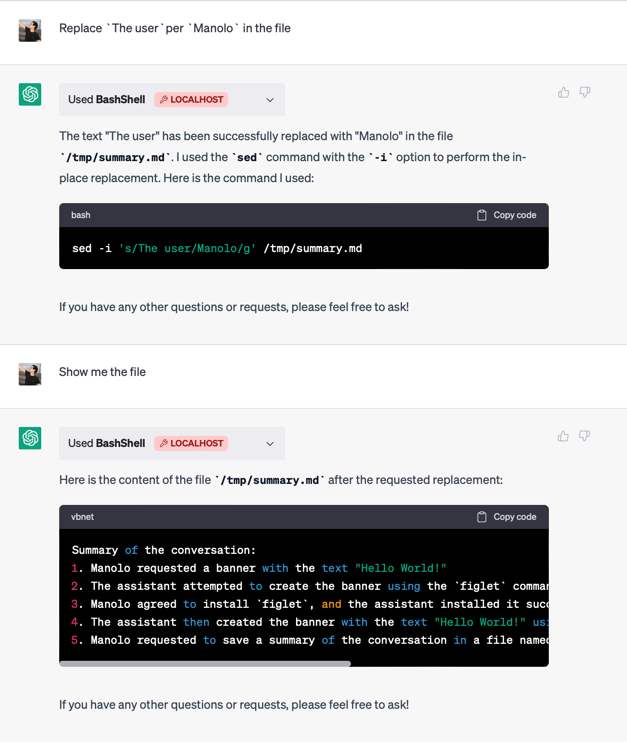 Replace `The user`per `Manolo` in the file
Used BashShell LOCALHOST
The text "The user" has been successfully replaced with "Manolo" in the file
`/tmp/summary.md`. I used the `sed` command with the `-i` option to perform the in-
place replacement. Here is the command I used:
bash Copy code
sed -i 's/The user/Manolo/g' /tmp/summary.md
If you have any other questions or requests, please feel free to ask!
Show me the file
Used BashShell LOCALHOST
Here is the content of the file `/tmp/summary.md` after the requested replacement:
vbnet Copy code
Summary of the conversation:
1. Manolo requested a banner with the text "Hello World!"
2. The assistant attempted to create the banner using the `figlet`
3. Manolo agreed to install `figlet`, and the assistant installed it
4. The assistant then created the banner with the text "Hello World!"
5. Manolo requested to save a summary of the conversation in a file
If you have any other questions or requests, please feel free to ask!